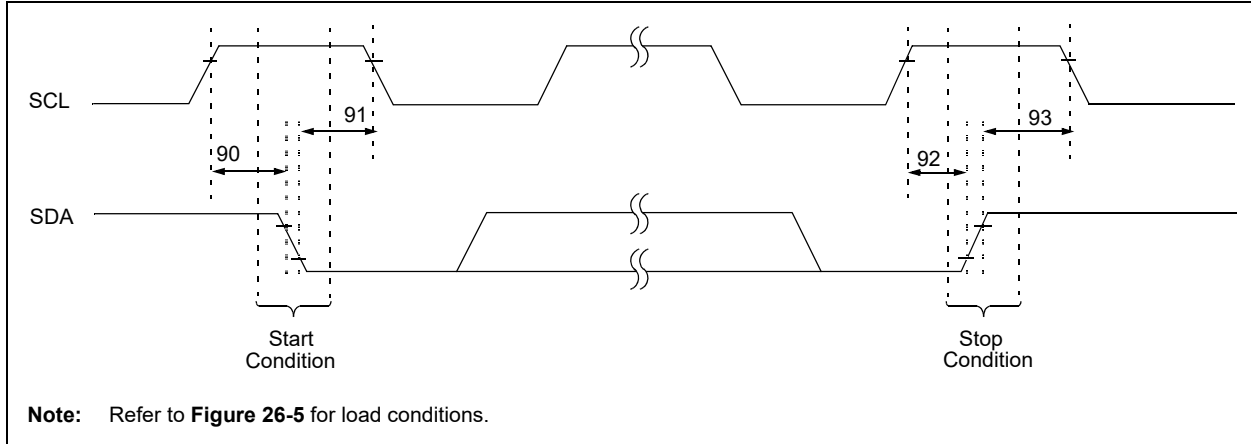 SCL
91
93
90
92
SDA
Start
Condition
Stop
Condition
Note: Refer to Figure 26-5 for load conditions.